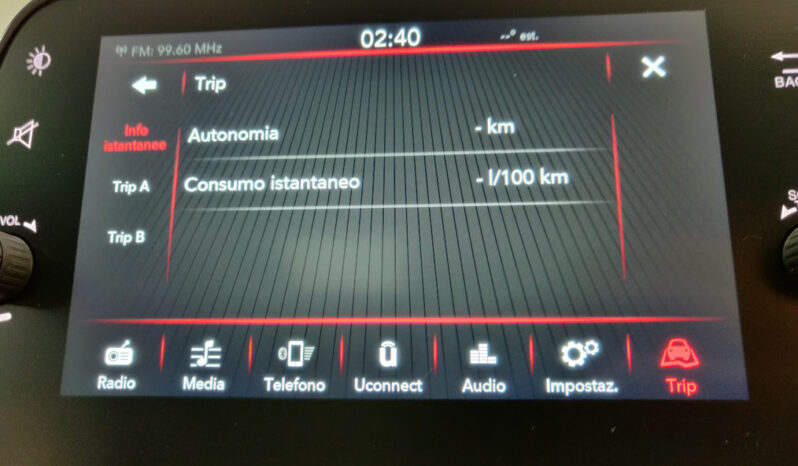 FM: 99.60 MHz 02:40 --° est.
Trip
Info
istantanee
Autonomia - km
Trip A
Consumo istantaneo - l/100 km
Trip B
VOL
Radio Media Telefono Uconnect Audio Impostaz. Trip